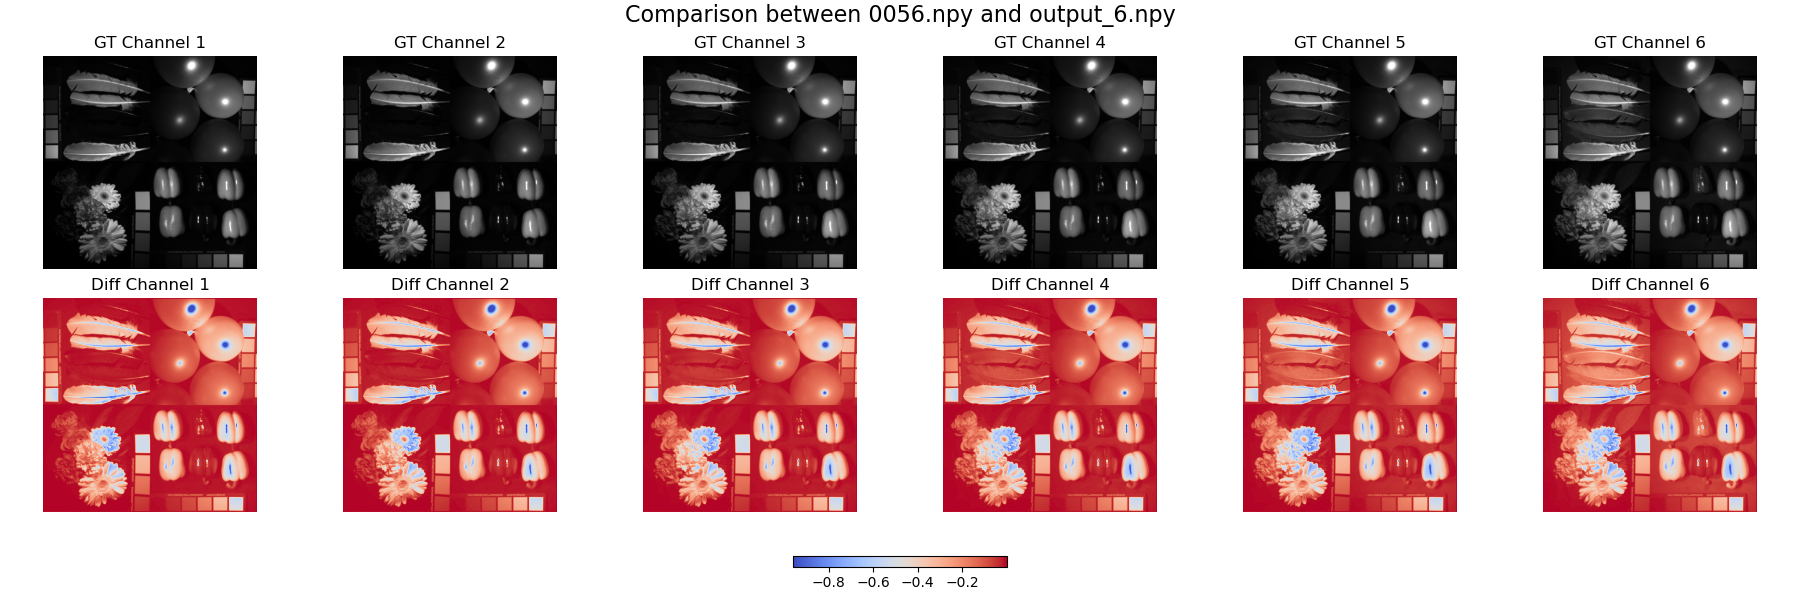 Comparison between 0056.npy and output_6.npy
GT Channel 1
GT Channel 2
GT Channel 3
GT Channel 4
GT Channel 5
GT Channel 6
Diff Channel 1
Diff Channel 2
Diff Channel 3
Diff Channel 4
Diff Channel 5
Diff Channel 6
−0.8 −0.6 −0.4 −0.2